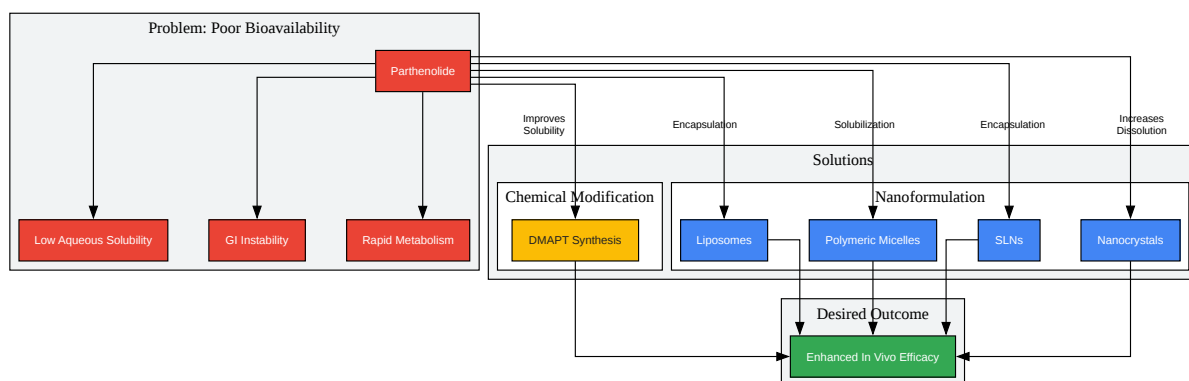 Problem: Poor Bioavailability
Parthenolide
Improves
Solubility
Encapsulation
Solubilization
Encapsulation
Increases
Dissolution
Solutions
Chemical Modification
Nanoformulation
Low Aqueous Solubility
GI Instability
Rapid Metabolism
DMAPT Synthesis
Liposomes
Polymeric Micelles
SLNs
Nanocrystals
Desired Outcome
Enhanced In Vivo Efficacy